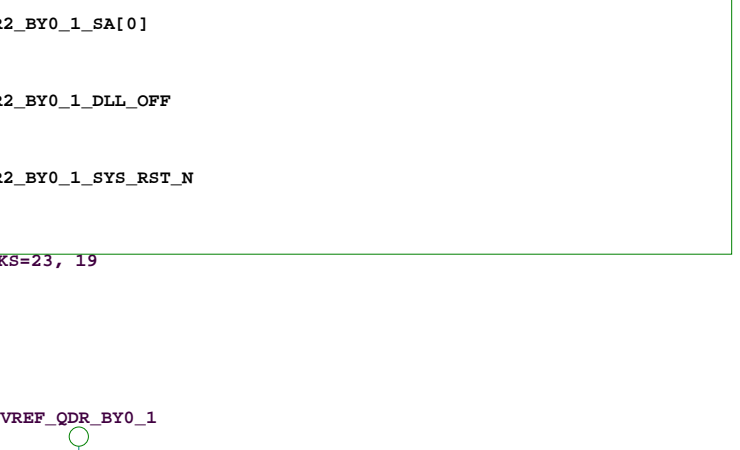 2_BY0_1_SA[0]
2_BY0_1_DLL_OFF
2_BY0_1_SYS_RST_N
KS=23, 19
VREF_QDR_BY0_1